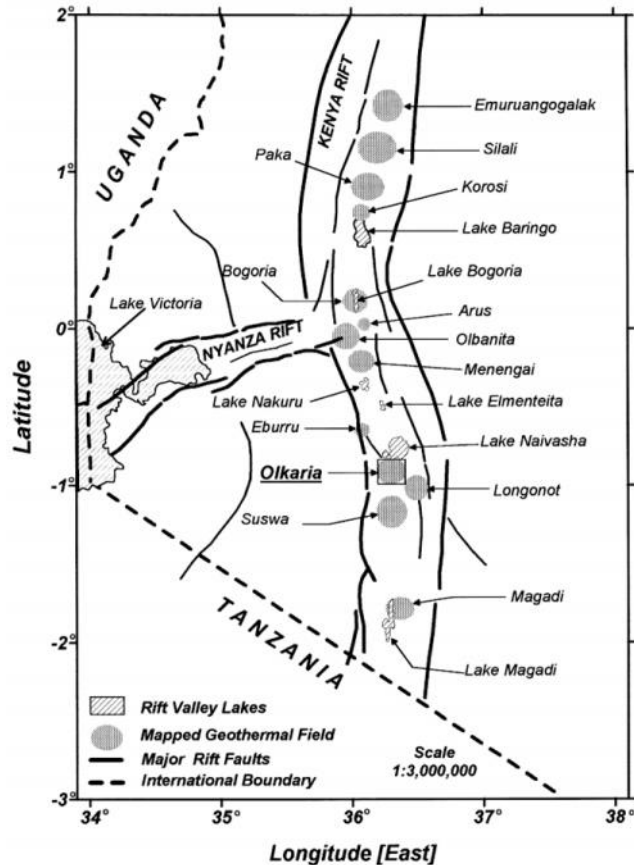 2°
1°
0°
-1°
-2°
-3°
Latitude
UGANDA
KENYA RIFT
Emuruangogalak
Silali
Paka
Korosi
Lake Baringo
Bogoria
Lake Bogoria
Lake Victoria
Arus
NYANZA RIFT
Olbanita
Menengai
Lake Nakuru
Lake Elmenteita
Eburru
Lake Naivasha
Olkaria
Longonot
Suswa
Magadi
TANZANIA
Lake Magadi
Rift Valley Lakes
Mapped Geothermal Field
Major Rift Faults
International Boundary
Scale
1:3,000,000
34° 35° 36° 37° 38°
Longitude [East]